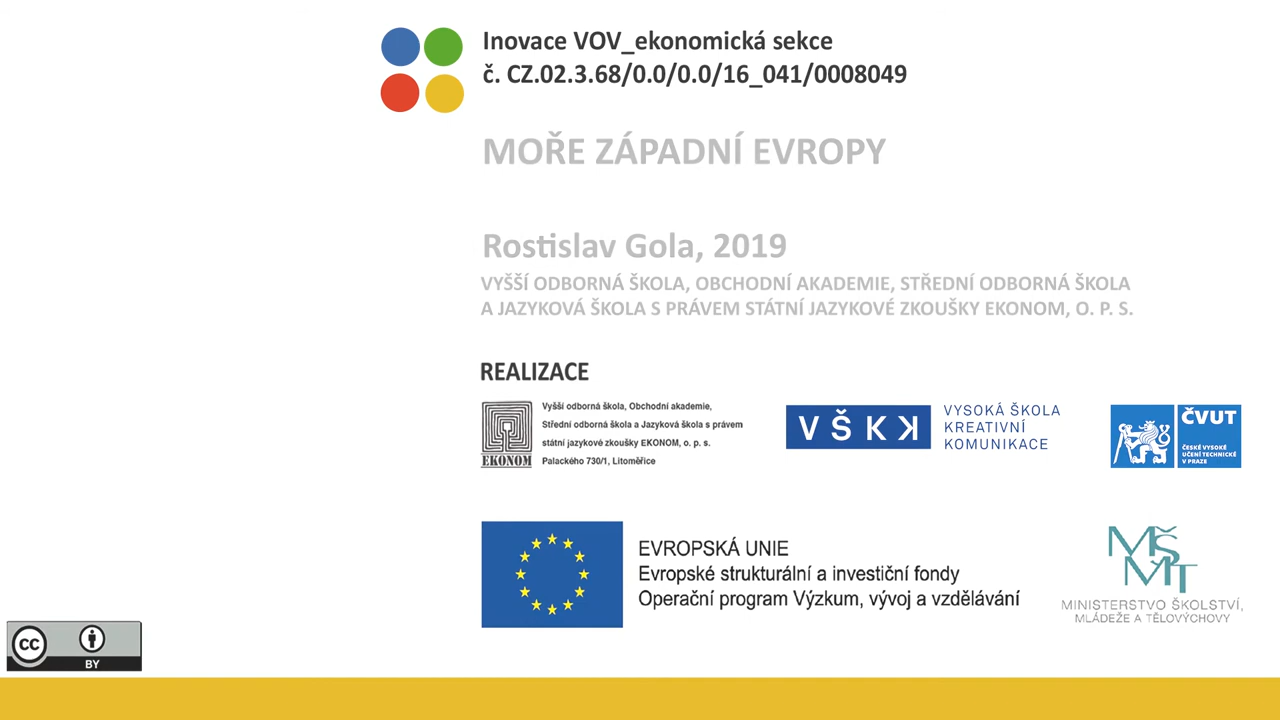 Inovace VOV_ekonomická sekce
č. CZ.02.3.68/0.0/0.0/16_041/0008049
MOŘE ZÁPADNÍ EVROPY
Rostislav Gola, 2019
VYŠŠÍ ODBORNÁ ŠKOLA, OBCHODNÍ AKADEMIE, STŘEDNÍ ODBORNÁ ŠKOLA
A JAZYKOVÁ ŠKOLA S PRÁVEM STÁTNÍ JAZYKOVÉ ZKOUŠKY EKONOM, O. P. S.
REALIZACE
EKONOM
Vyšší odborná škola, Obchodní akademie,
Střední odborná škola a Jazyková škola s právem
státní jazykové zkoušky EKONOM, o. p. s.
Palackého 730/1, Litoměřice
VŠKK
VYSOKÁ ŠKOLA
KREATIVNÍ
KOMUNIKACE
ČVUT
ČESKÉ VYSOKÉ
UČENÍ TECHNICKÉ
V PRAZE
EVROPSKÁ UNIE
Evropské strukturální a investiční fondy
Operační program Výzkum, vývoj a vzdělávání
MŠMT
MINISTERSTVO ŠKOLSTVÍ,
MLÁDEŽE A TĚLOVÝCHOVY
cc
BY